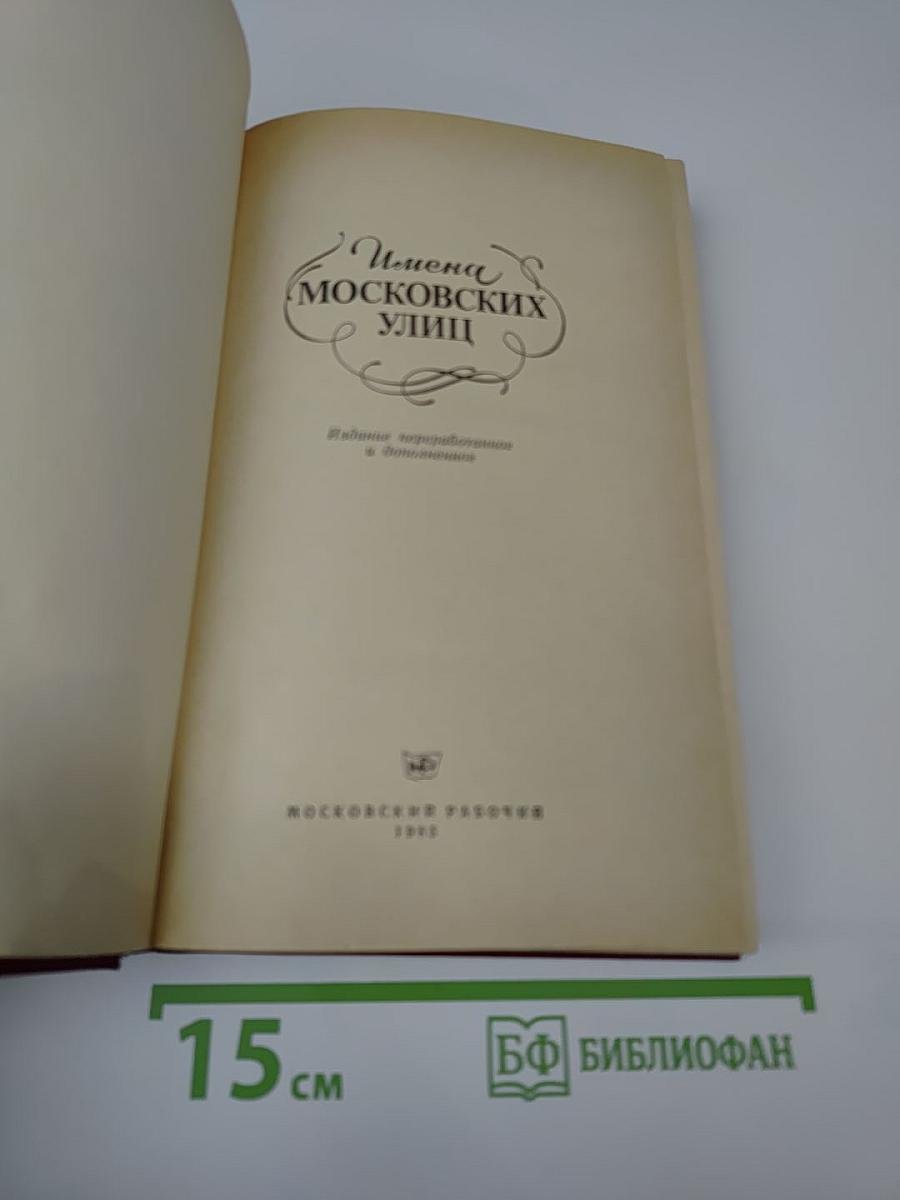 Имена
МОСКОВСКИХ
УЛИЦ
Издание переработанное
и дополненное
МОСКОВСКИЙ РАБОЧИЙ
15 см
БФ БИБЛИОФАН